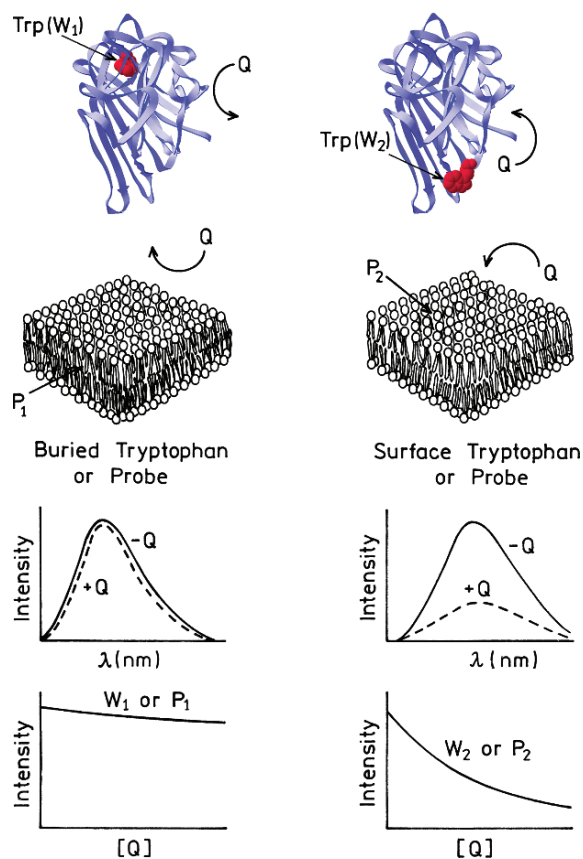 Trp(W₁)
Q
Trp(W₂)
Q
Q
P₁
P₂
Q
Buried Tryptophan
or Probe
Surface Tryptophan
or Probe
Intensity
-Q
+Q
λ(nm)
Intensity
-Q
+Q
λ(nm)
Intensity
W₁ or P₁
[Q]
Intensity
W₂ or P₂
[Q]